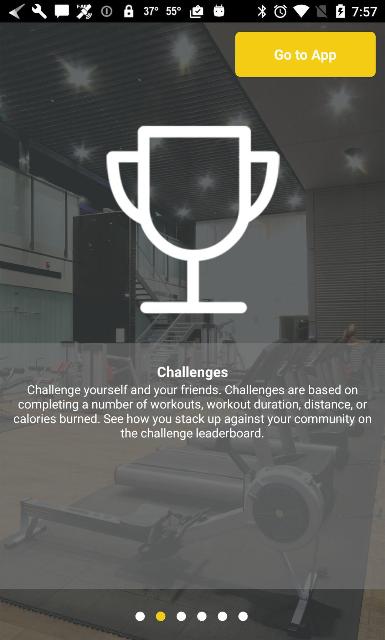 37° 55° 7:57
Go to App
Challenges
Challenge yourself and your friends. Challenges are based on
completing a number of workouts, workout duration, distance, or
calories burned. See how you stack up against your community on
the challenge leaderboard.